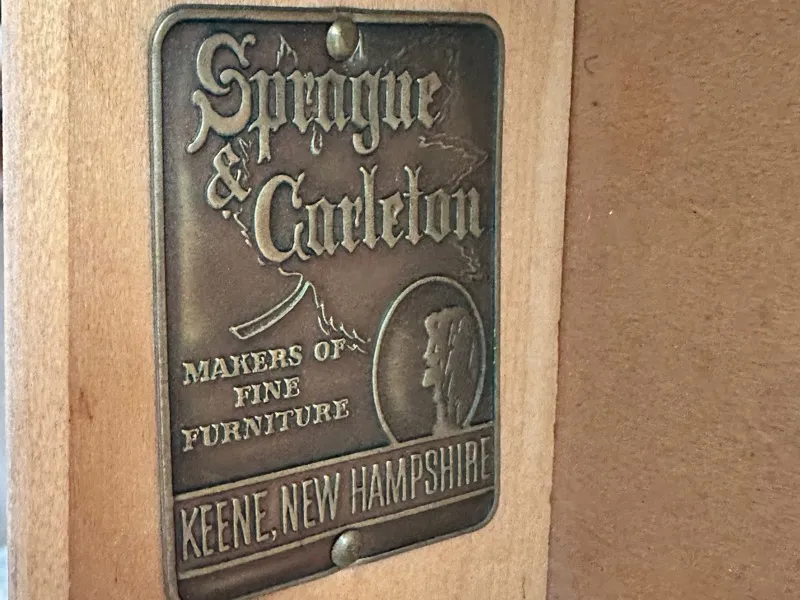 Sprague
&
Carleton
MAKERS OF
FINE
FURNITURE
KEENE, NEW HAMPSHIRE